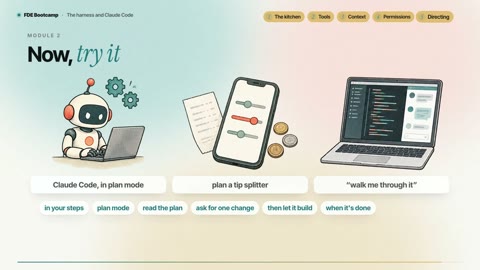 FDE Bootcamp · The harness and Claude Code
The kitchen
Tools
Context
Permissions
Directing
MODULE 2
Now, try it
Claude Code, in plan mode
plan a tip splitter
"walk me through it"
in your steps
plan mode
read the plan
ask for one change
then let it build
when it's done